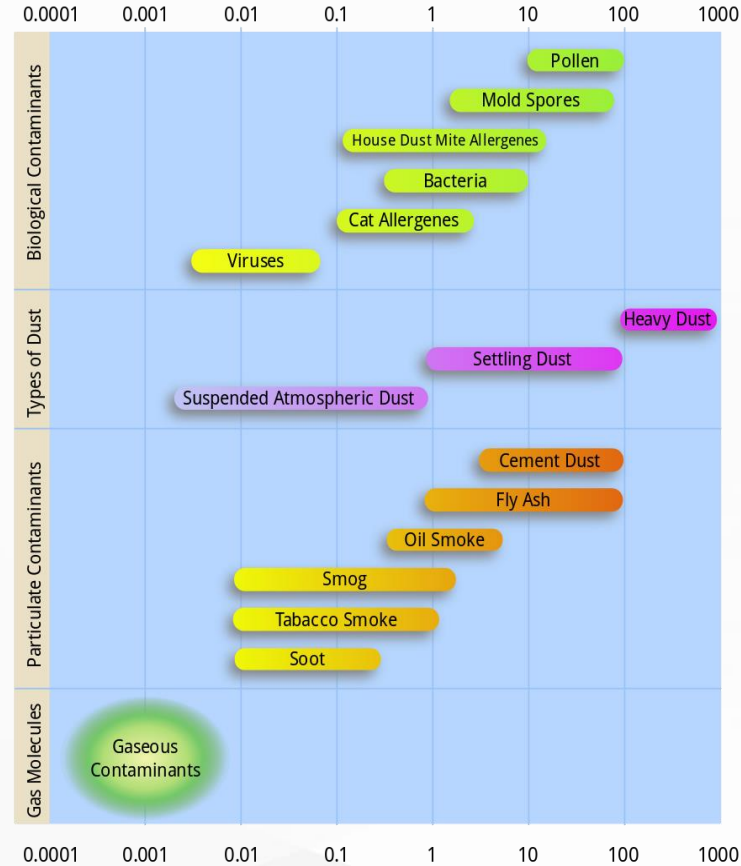 0.0001 0.001 0.01 0.1 1 10 100 1000
Biological Contaminants
Pollen
Mold Spores
House Dust Mite Allergenes
Bacteria
Cat Allergenes
Viruses
Types of Dust
Heavy Dust
Settling Dust
Suspended Atmospheric Dust
Particulate Contaminants
Cement Dust
Fly Ash
Oil Smoke
Smog
Tabacco Smoke
Soot
Gas Molecules
Gaseous
Contaminants
0.0001 0.001 0.01 0.1 1 10 100 1000